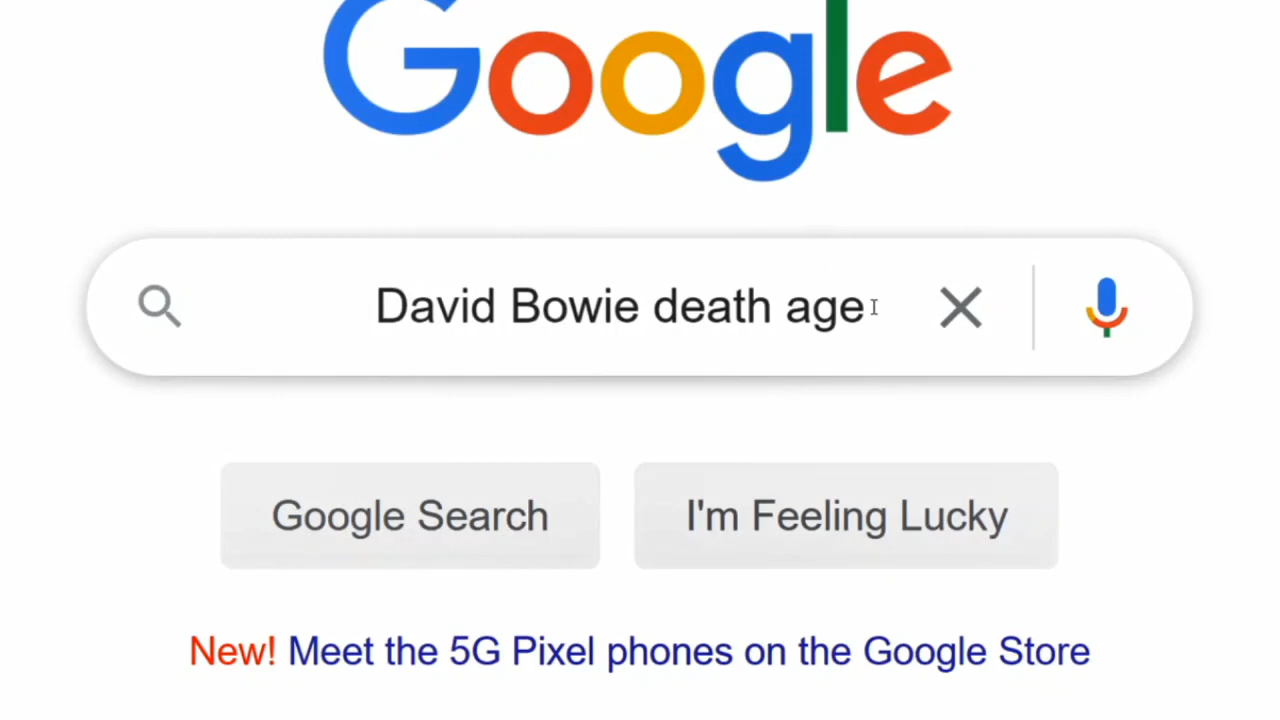 Google
David Bowie death age
Google Search
I'm Feeling Lucky
New! Meet the 5G Pixel phones on the Google Store